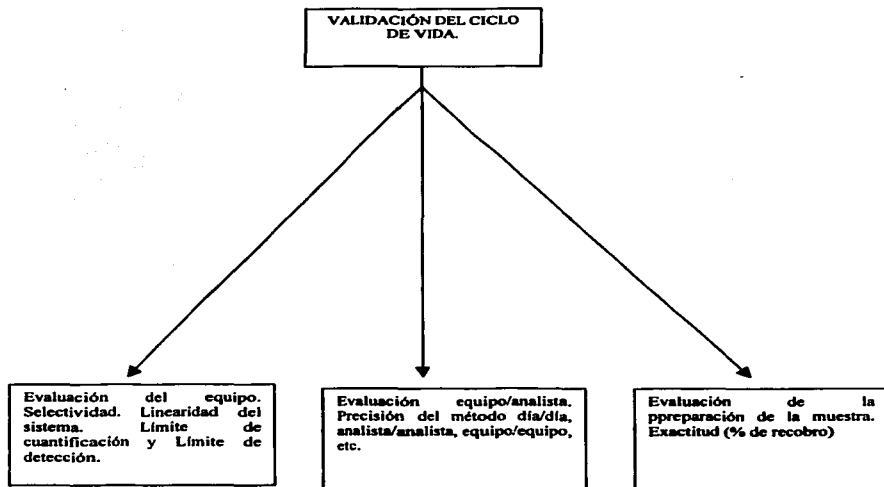 VALIDACIÓN DEL CICLO
DE VIDA.
Evaluación del equipo.
Selectividad. Linearidad del
sistema. Límite de
cuantificación y Límite de
detección.
Evaluación equipo/analista.
Precisión del método día/día,
analista/analista, equipo/equipo,
etc.
Evaluación de la
ppreparación de la muestra.
Exactitud (% de recobro)